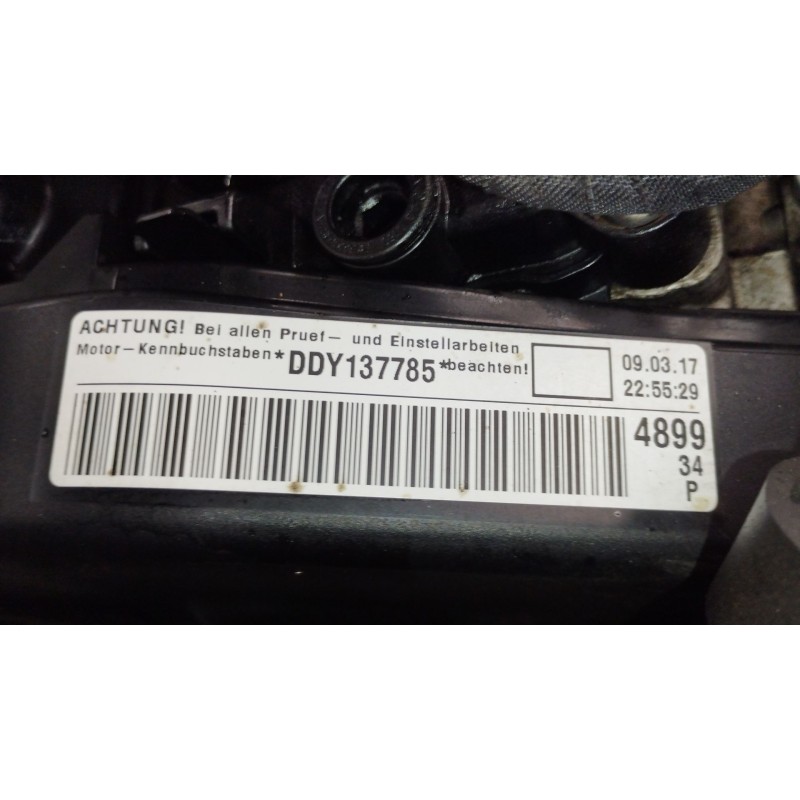 ACHTUNG! Bei allen Pruef- und Einstellarbeiten
Motor-Kennbuchstaben *DDY137785* beachten!
09.03.17
22:55:29
4899
34
P